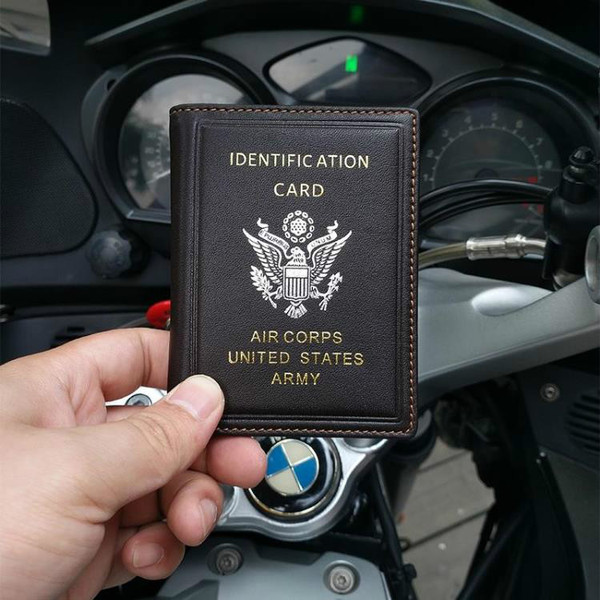 IDENTIFICATION
CARD
AIR CORPS
UNITED STATES
ARMY